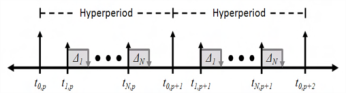 Hyperperiod Hyperperiod
Δ1 ΔN Δ1 ΔN
t0,p t1,p tN,p t0,p+1 t1,p+1 tN,p+1 t0,p+2